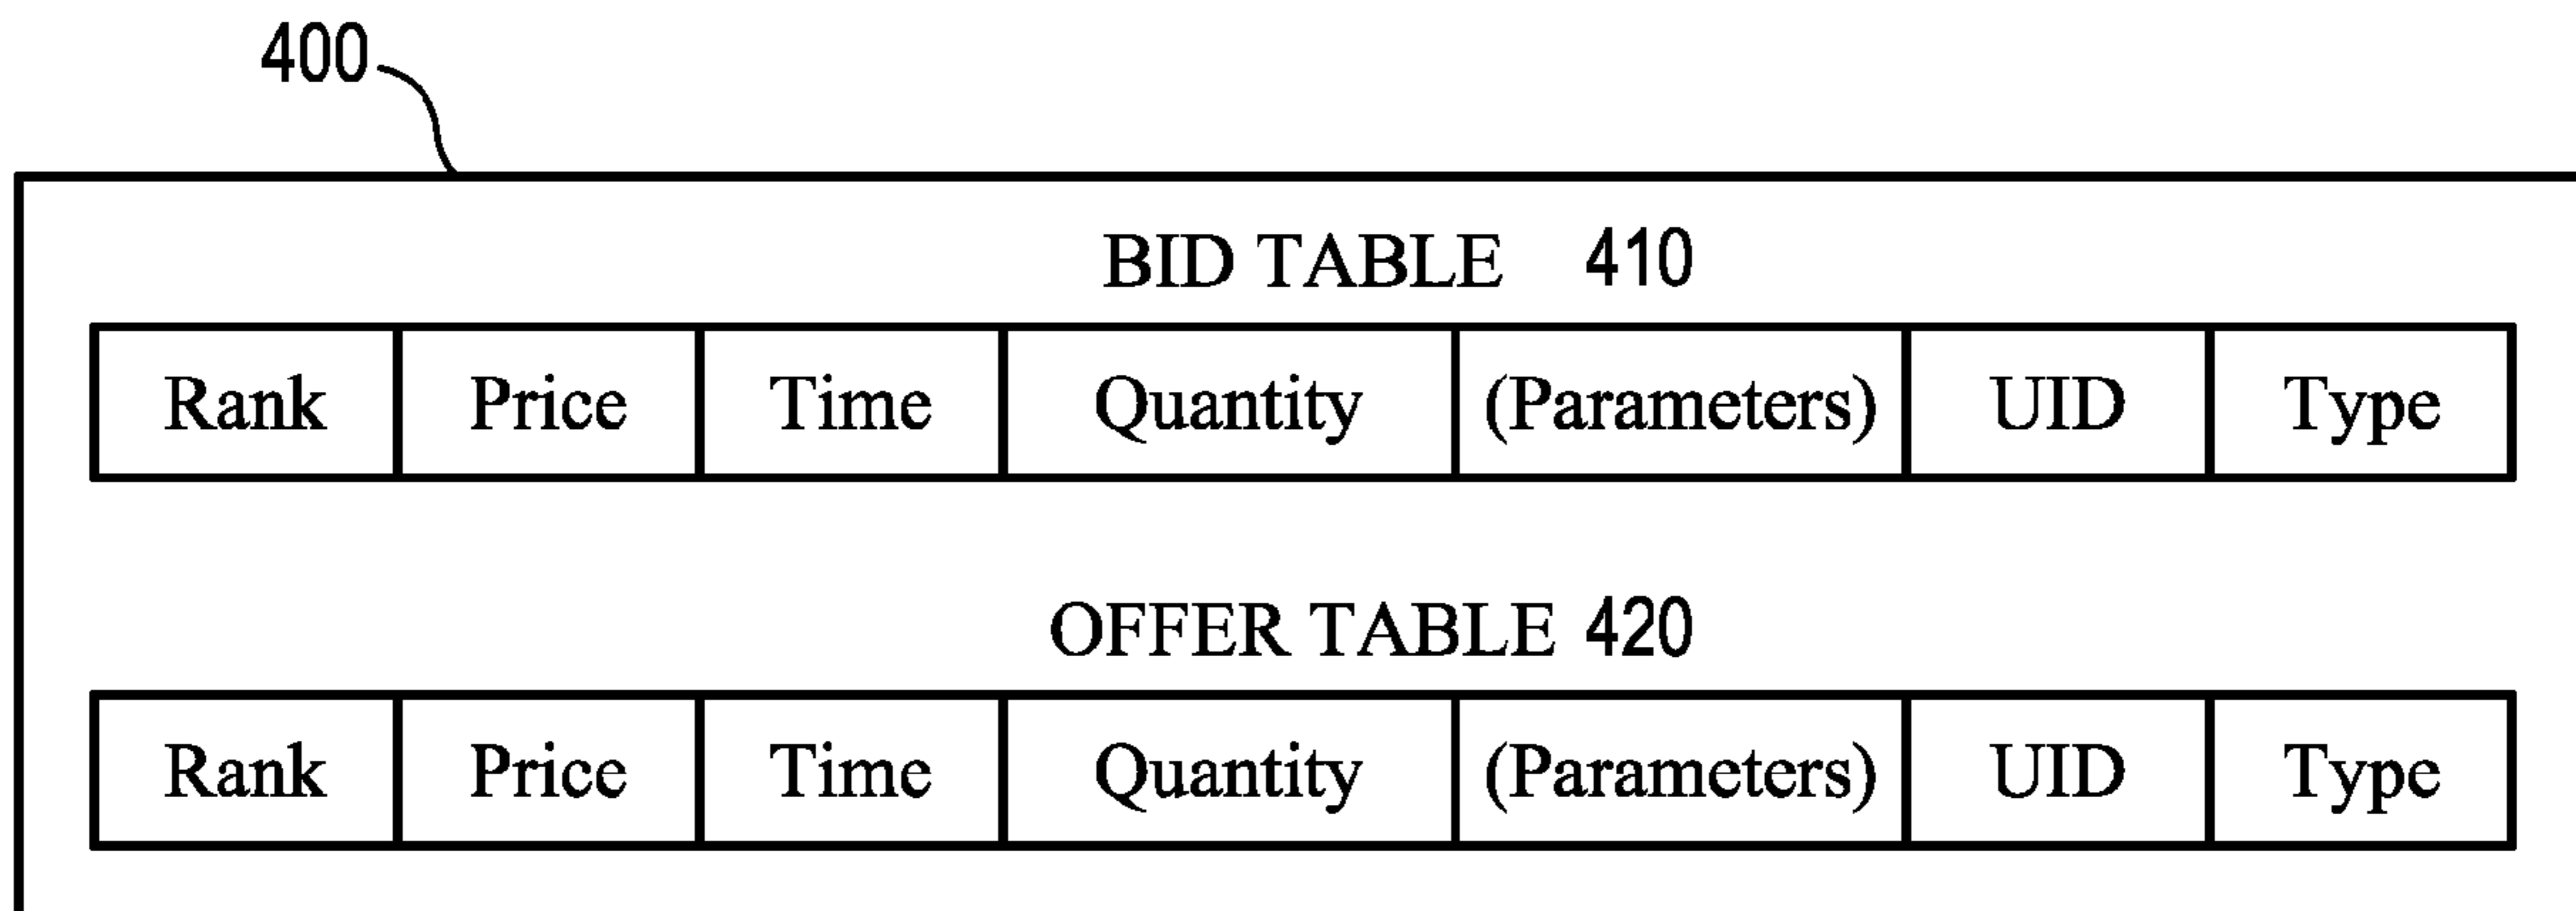 400
BID TABLE 410
Rank Price Time Quantity (Parameters) UID Type
OFFER TABLE 420
Rank Price Time Quantity (Parameters) UID Type